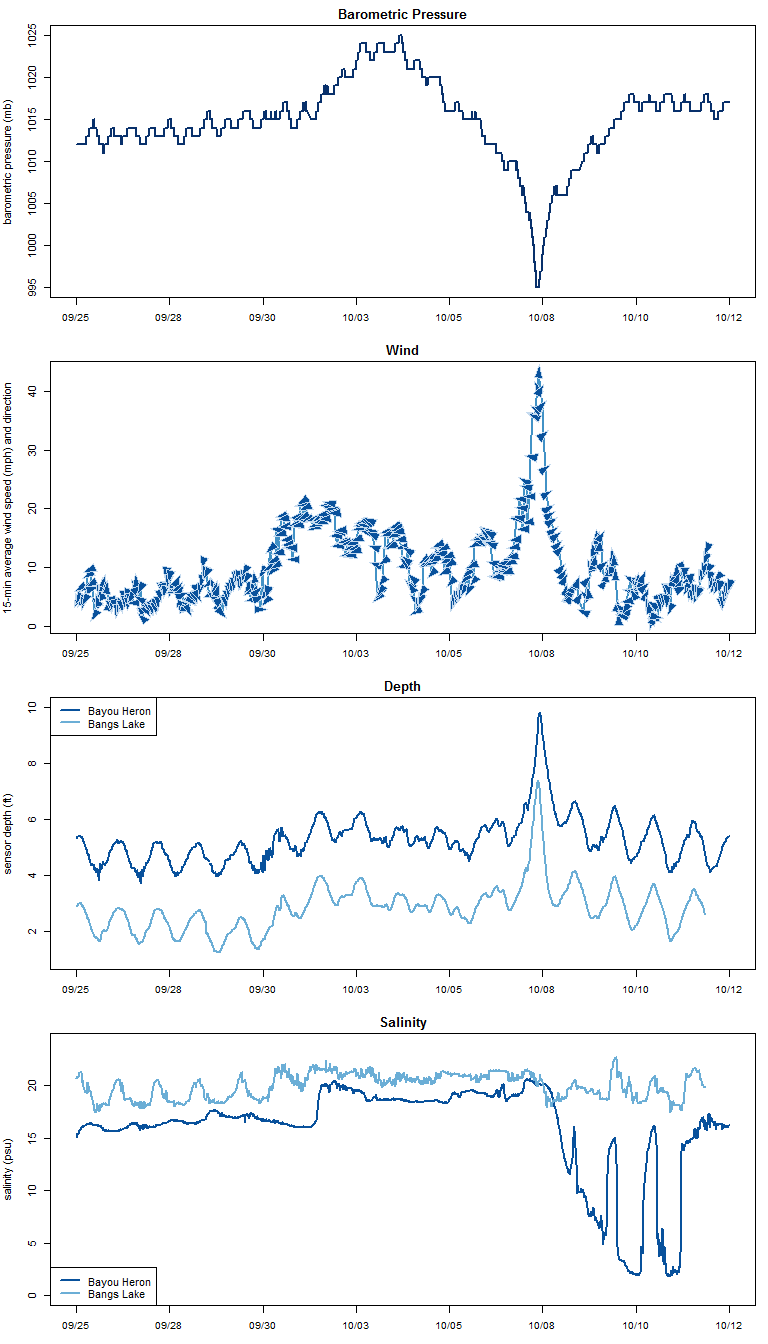 Barometric Pressure
barometric pressure (mb)
1025
1020
1015
1010
1005
1000
995
09/25 09/28 09/30 10/03 10/05 10/08 10/10 10/12
Wind
15-min average wind speed (mph) and direction
40
30
20
10
0
09/25 09/28 09/30 10/03 10/05 10/08 10/10 10/12
Depth
sensor depth (ft)
10
8
6
4
2
Bayou Heron
Bangs Lake
09/25 09/28 09/30 10/03 10/05 10/08 10/10 10/12
Salinity
salinity (psu)
20
15
10
5
0
Bayou Heron
Bangs Lake
09/25 09/28 09/30 10/03 10/05 10/08 10/10 10/12